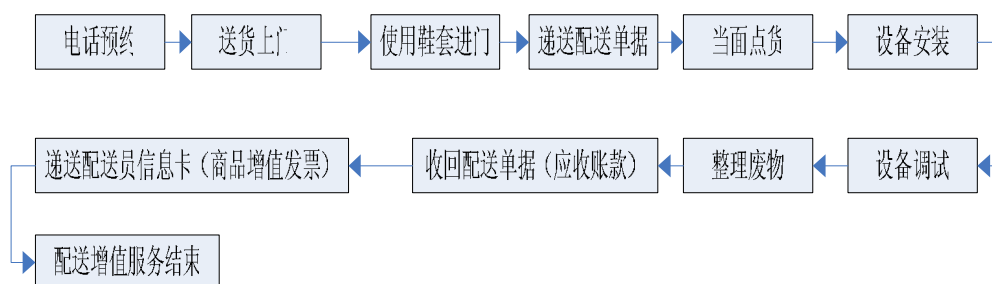 电话预约
送货上门
使用鞋套进门
递送配送单据
当面点货
设备安装
设备调试
整理废物
收回配送单据（应收账款）
递送配送员信息卡（商品增值发票）
配送增值服务结束